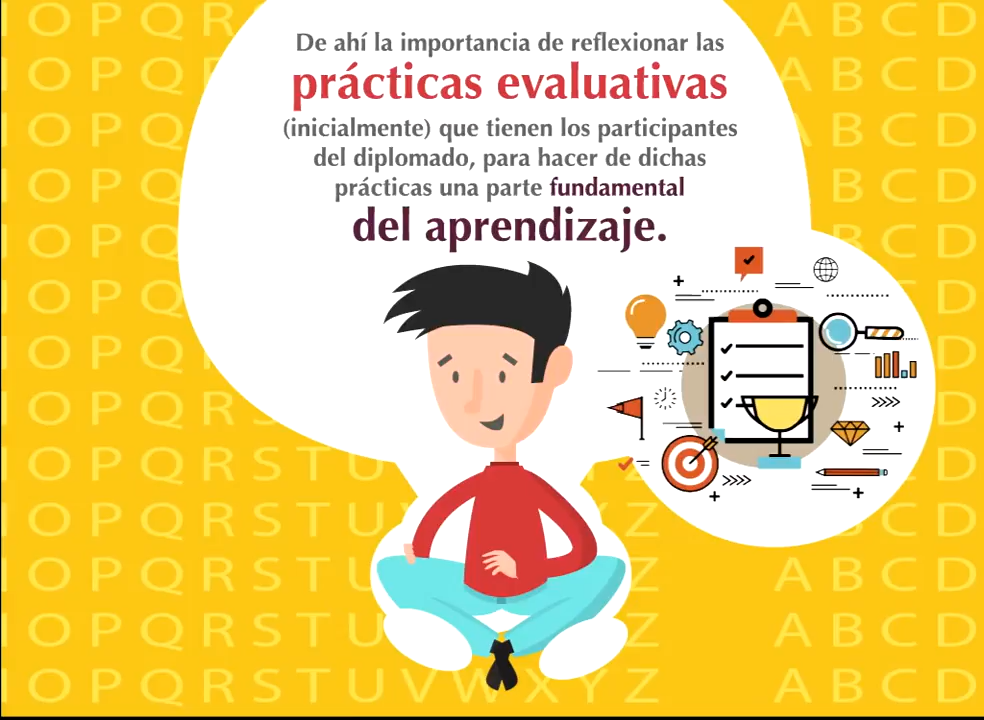 De ahí la importancia de reflexionar las
prácticas evaluativas
(inicialmente) que tienen los participantes
del diplomado, para hacer de dichas
prácticas una parte fundamental
del aprendizaje.
O P Q R A B C D
O P Q R A B C D
O P Q A B C D
O P Q A B C D
O P Q C D
O P Q D
O P Q D
O P Q R D
O P Q R S T U Z C D
O P Q R S T U V Y Z C D
O P Q R S T U Z A B C D
O P Q R S T U Z A B C D
O P Q R S T U V W X Y Z A B C D